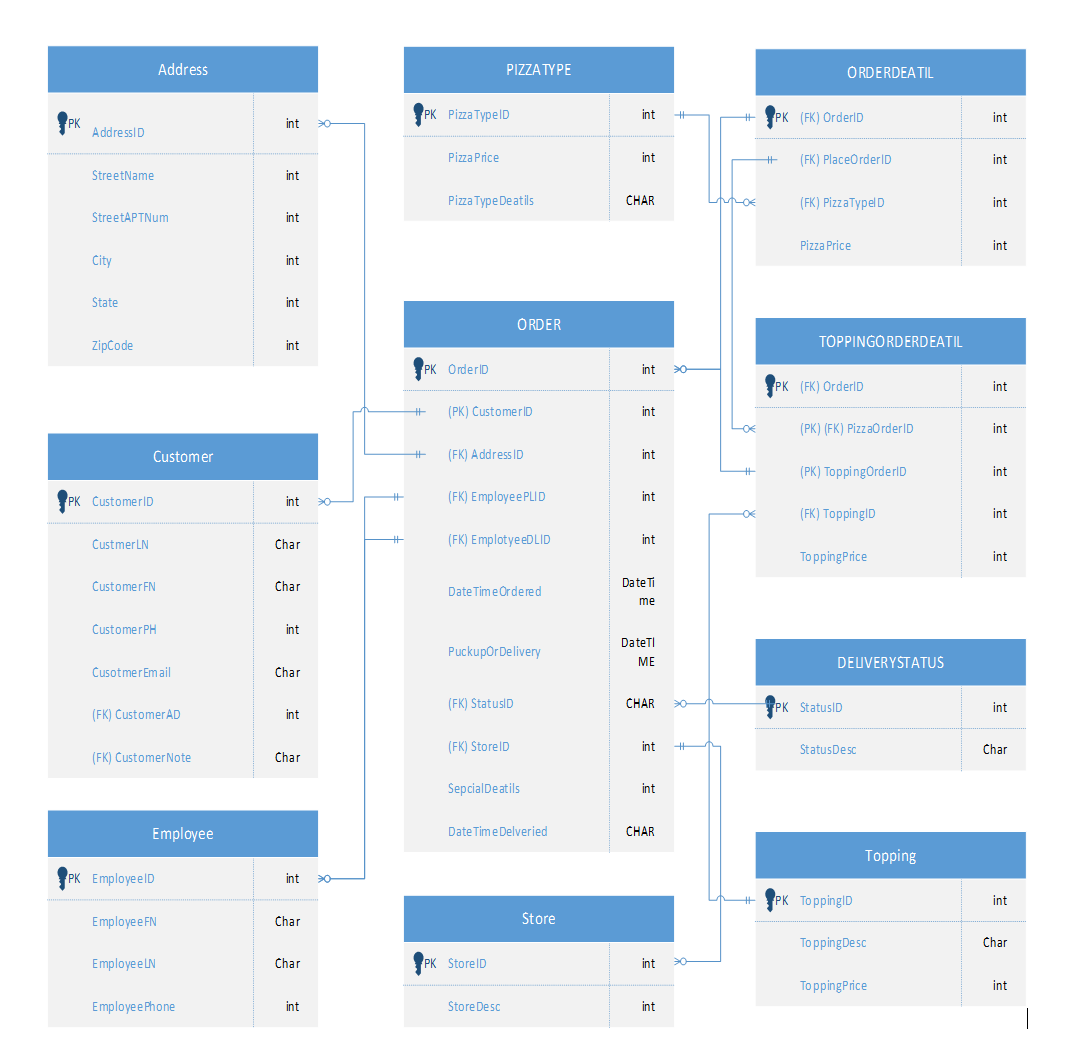 Address
PK AddressID int
StreetName int
StreetAPTNum int
City int
State int
ZipCode int
Customer
PK CustomerID int
CustmerLN Char
CustomerFN Char
CustomerPH int
CusotmerEmail Char
(FK) CustomerAD int
(FK) CustomerNote Char
Employee
PK EmployeeID int
EmployeeFN Char
EmployeeLN Char
EmployeePhone int
PIZZATYPE
PK PizzaTypeID int
PizzaPrice int
PizzaTypeDeatils CHAR
ORDER
PK OrderID int
(PK) CustomerID int
(FK) AddressID int
(FK) EmployeePLID int
(FK) EmplotyeeDLID int
DateTimeOrdered DateTi
me
PuckupOrDelivery DateTI
ME
(FK) StatusID CHAR
(FK) StoreID int
SepcialDeatils int
DateTimeDelveried CHAR
Store
PK StoreID int
StoreDesc int
ORDERDEATIL
PK (FK) OrderID int
(FK) PlaceOrderID int
(FK) PizzaTypeID int
PizzaPrice int
TOPPINGORDERDEATIL
PK (FK) OrderID int
(PK) (FK) PizzaOrderID int
(PK) ToppingOrderID int
(FK) ToppingID int
ToppingPrice int
DELIVERYSTATUS
PK StatusID int
StatusDesc Char
Topping
PK ToppingID int
ToppingDesc Char
ToppingPrice int